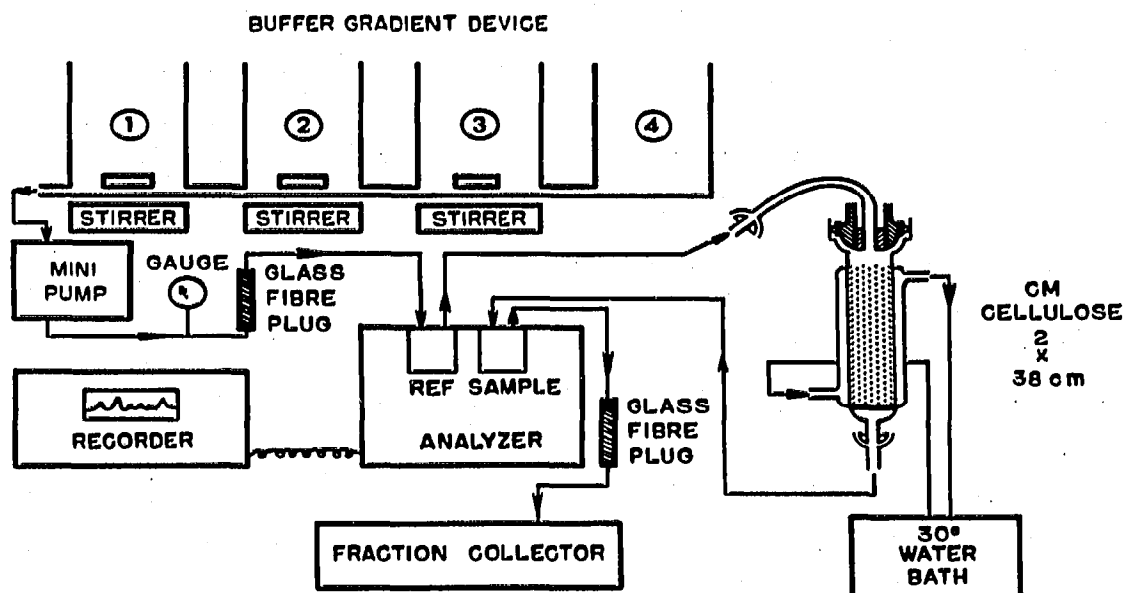 BUFFER GRADIENT DEVICE
1
2
3
4
STIRRER
STIRRER
STIRRER
MINI
PUMP
GAUGE
GLASS
FIBRE
PLUG
CM
CELLULOSE
2
x
38 cm
REF SAMPLE
ANALYZER
RECORDER
GLASS
FIBRE
PLUG
FRACTION COLLECTOR
30°
WATER
BATH